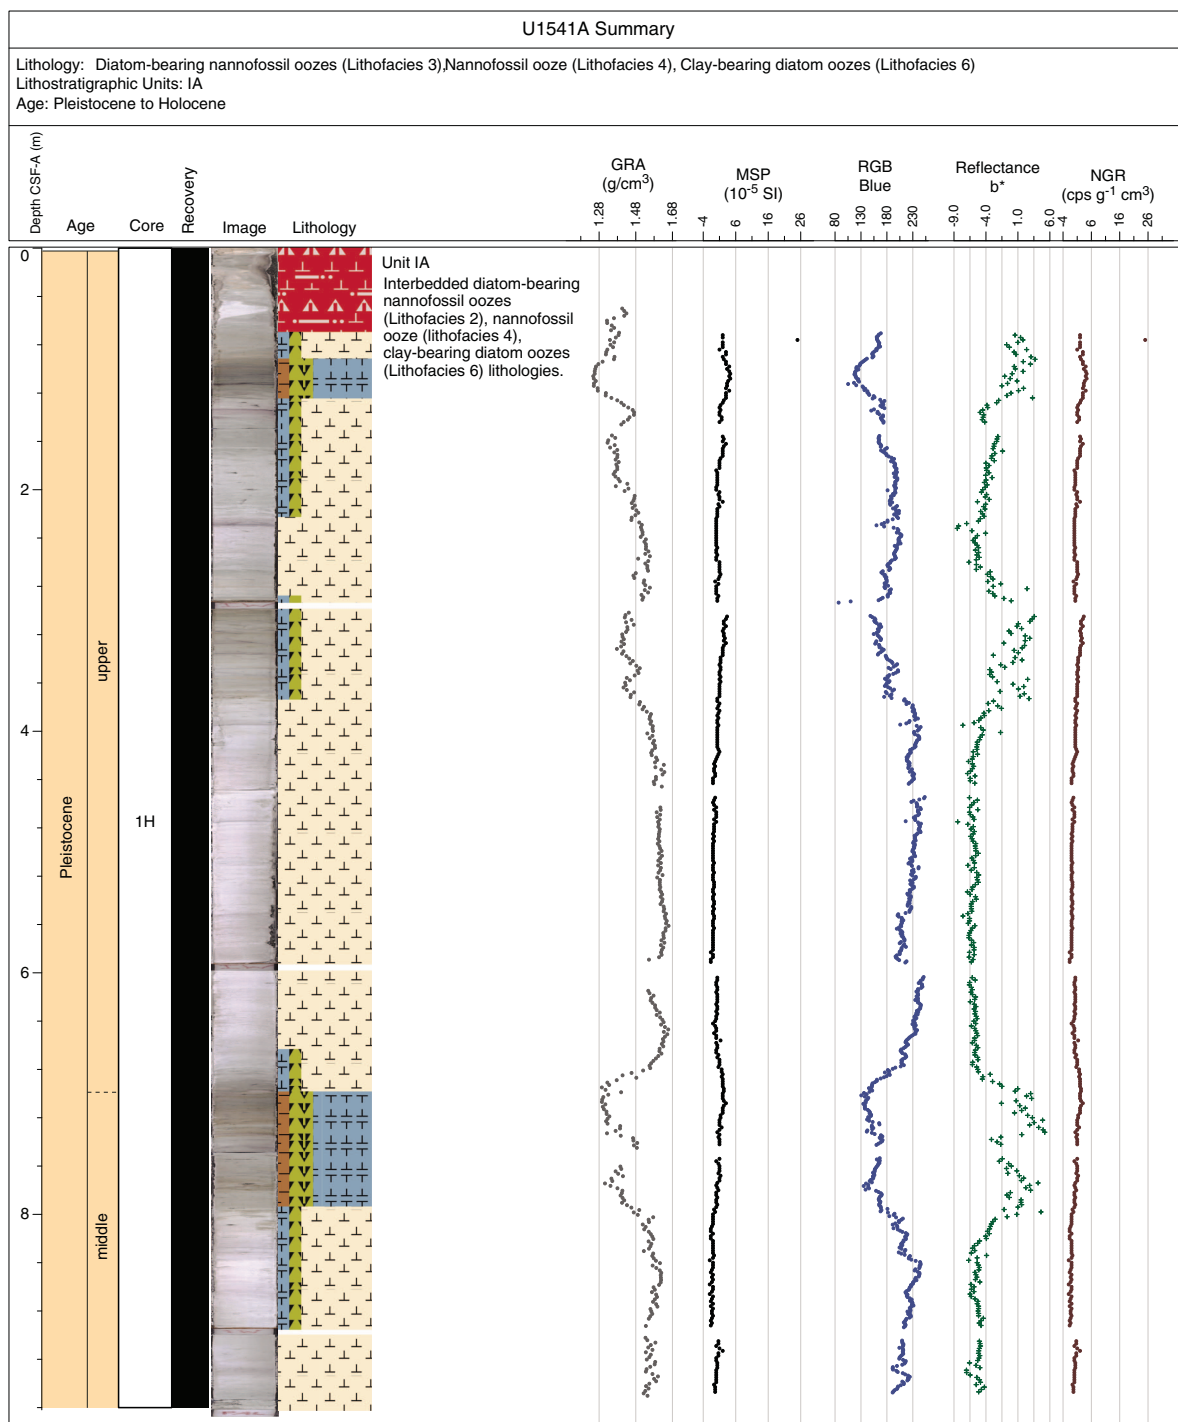 U1541A Summary
Lithology: Diatom-bearing nannofossil oozes (Lithofacies 3),Nannofossil ooze (Lithofacies 4), Clay-bearing diatom oozes (Lithofacies 6)
Lithostratigraphic Units: IA
Age: Pleistocene to Holocene
Depth CSF-A (m)
Age
Core
Recovery
Image
Lithology
GRA
(g/cm3)
1.28 1.48 1.68
MSP
(10-5 SI)
-4 6 16 26
RGB
Blue
80 130 180 230
Reflectance
b*
-9.0 -4.0 1.0 6.0
NGR
(cps g-1 cm3)
-4 6 16 26
0
2
4
6
8
Pleistocene
upper
middle
1H
Unit IA
Interbedded diatom-bearing
nannofossil oozes
(Lithofacies 2), nannofossil
ooze (lithofacies 4),
clay-bearing diatom oozes
(Lithofacies 6) lithologies.